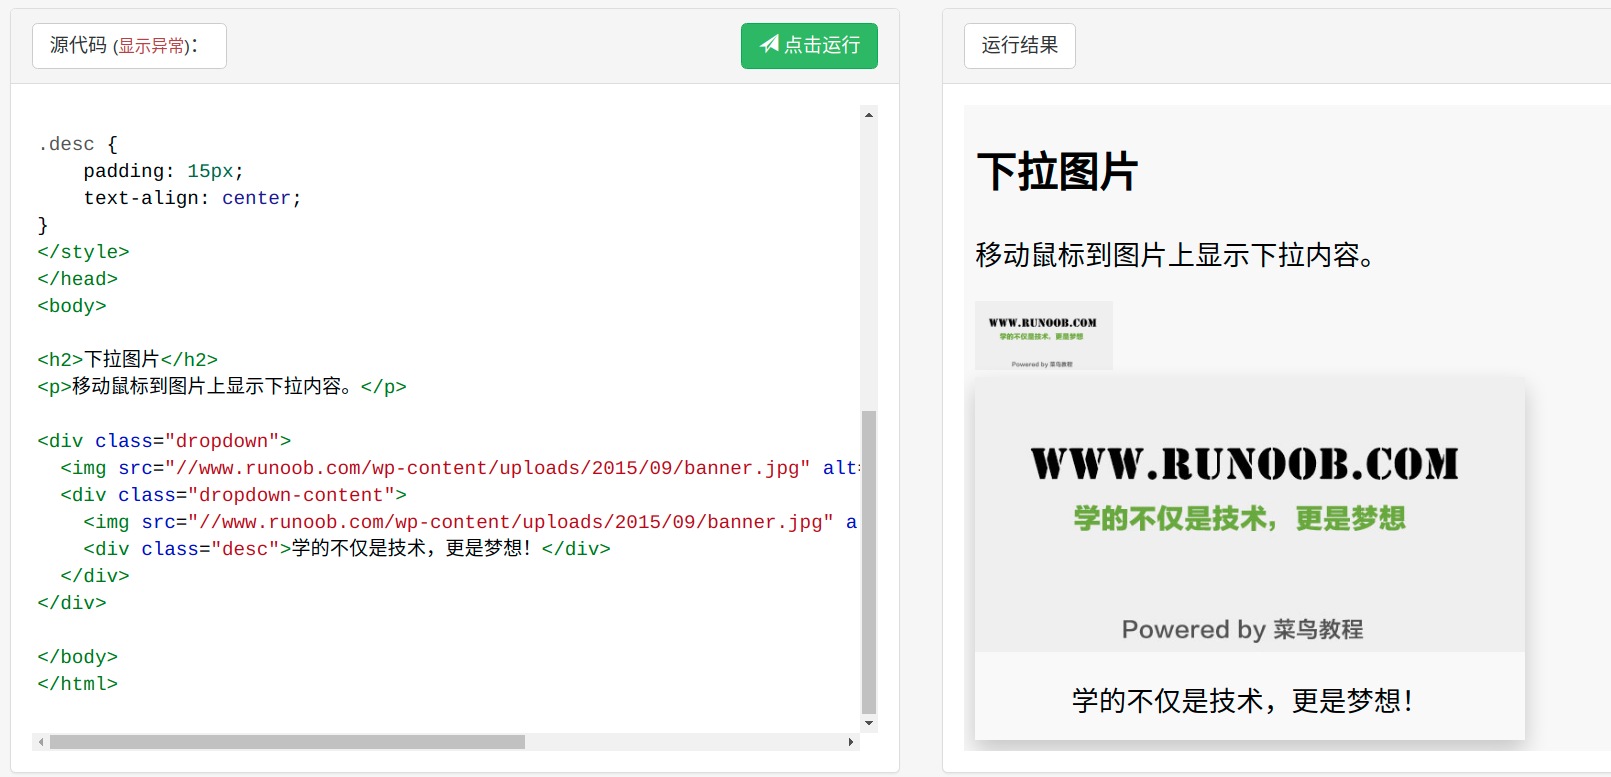 源代码 (显示异常)：
点击运行
.desc {
    padding: 15px;
    text-align: center;
}
</style>
</head>
<body>
<h2>下拉图片</h2>
<p>移动鼠标到图片上显示下拉内容。</p>
<div class="dropdown">
  <img src="//www.runoob.com/wp-content/uploads/2015/09/banner.jpg" alt=
  <div class="dropdown-content">
    <img src="//www.runoob.com/wp-content/uploads/2015/09/banner.jpg" a
    <div class="desc">学的不仅是技术，更是梦想！</div>
  </div>
</div>
</body>
</html>
运行结果
下拉图片
移动鼠标到图片上显示下拉内容。
WWW.RUNOOB.COM
学的不仅是技术，更是梦想
Powered by 菜鸟教程
WWW.RUNOOB.COM
学的不仅是技术，更是梦想
Powered by 菜鸟教程
学的不仅是技术，更是梦想！